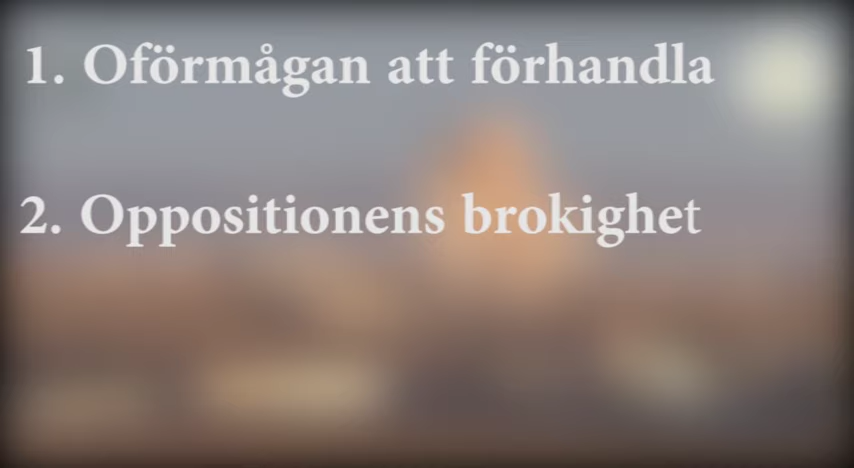 1. Oförmågan att förhandla
2. Oppositionens brokighet